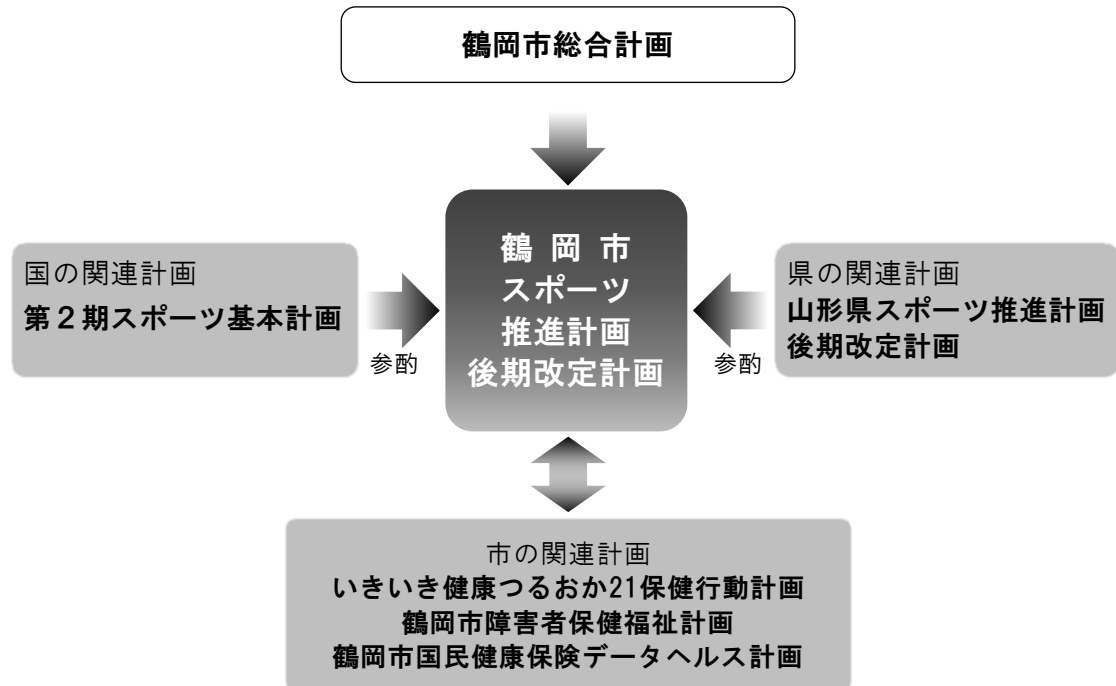 鶴岡市総合計画
国の関連計画
第２期スポーツ基本計画
参酌
鶴岡市
スポーツ
推進計画
後期改定計画
県の関連計画
山形県スポーツ推進計画
後期改定計画
参酌
市の関連計画
いきいき健康つるおか21保健行動計画
鶴岡市障害者保健福祉計画
鶴岡市国民健康保険データヘルス計画